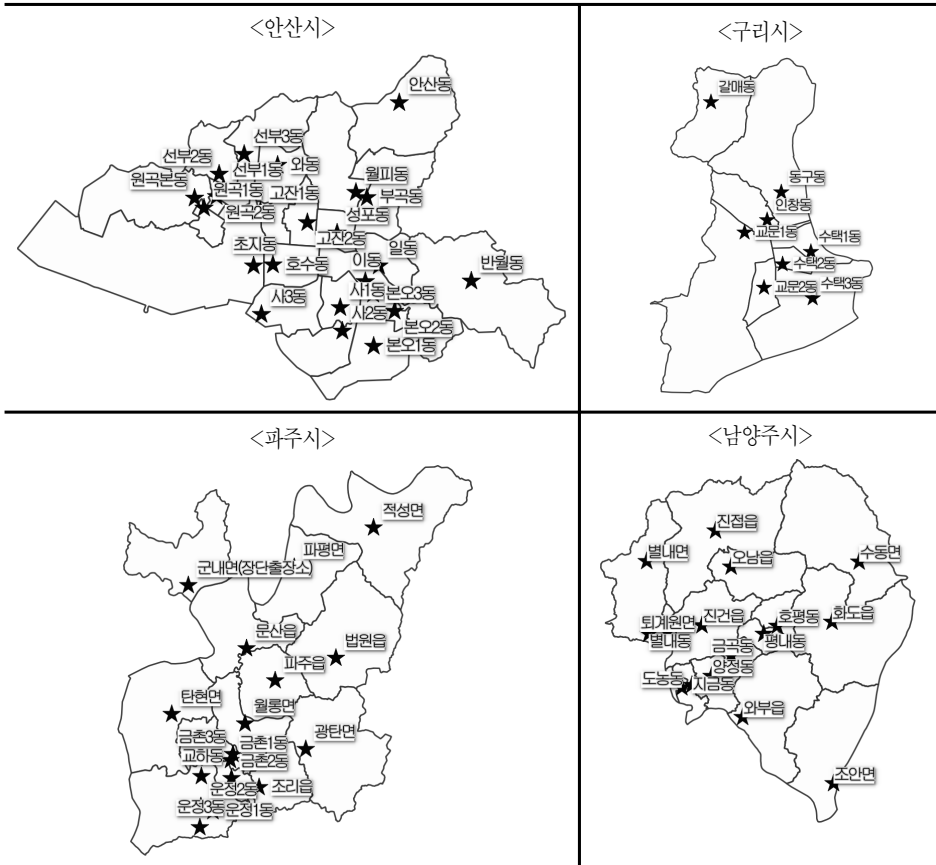 <안산시>
안산동
선부3동
선부2동
선부1동
와동
원곡본동
원곡1동
고잔1동
월피동
부곡동
원곡2동
성포동
고잔2동
초지동
일동
호수동
이동
반월동
사3동
사1동
본오3동
사2동
본오2동
본오1동
<구리시>
갈매동
동구동
인창동
교문1동
수택1동
수택2동
교문2동
수택3동
<파주시>
적성면
파평면
군내면(장단출장소)
문산읍
법원읍
파주읍
탄현면
월롱면
금촌3동
금촌1동
광탄면
교하동
금촌2동
운정2동
조리읍
운정3동
운정1동
<남양주시>
진접읍
별내면
오남읍
수동면
퇴계원면
진건읍
호평동
화도읍
별내동
금곡동
평내동
양정동
도농동
지금동
와부읍
조안면